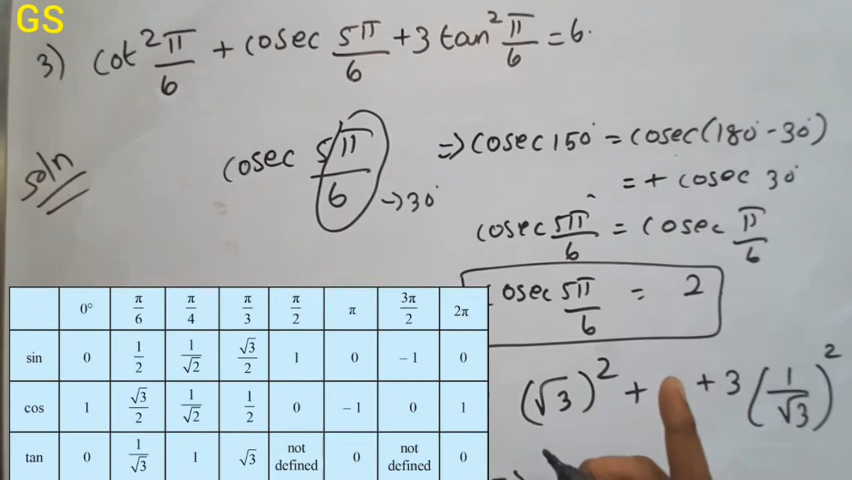 GS
3) cot² π/6 + cosec 5π/6 + 3 tan² π/6 = 6.
soln
cosec 5π/6 → 30°
⇒ cosec 150° = cosec(180° - 30°)
= + cosec 30°
cosec 5π/6 = cosec π/6
cosec 5π/6 = 2
0° π/6 π/4 π/3 π/2 π 3π/2 2π
sin 0 1/2 1/√2 √3/2 1 0 -1 0
cos 1 √3/2 1/√2 1/2 0 -1 0 1
tan 0 1/√3 1 √3 not defined 0 not defined 0
(√3)² + + 3 (1/√3)²